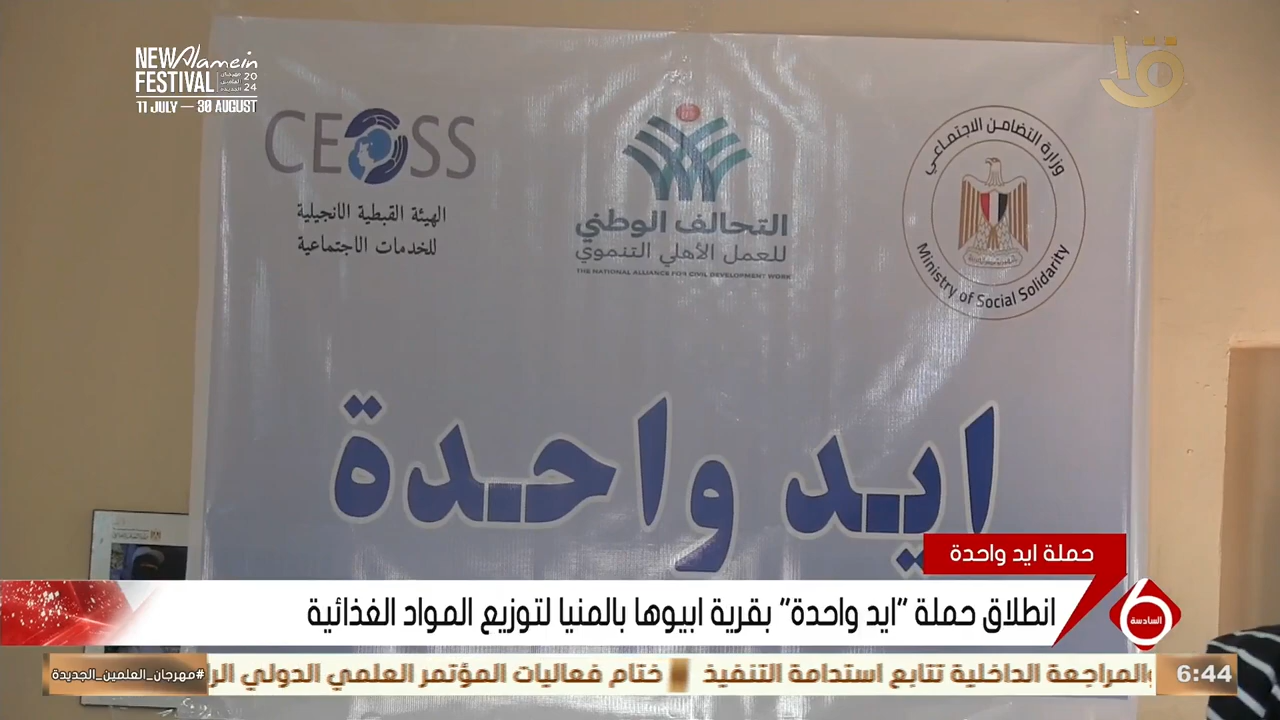 NEW Alamein
FESTIVAL
مهرجان العلمين الجديدة
2024
11 JULY — 30 AUGUST
CEOSS
الهيئة القبطية الانجيلية
للخدمات الاجتماعية
التحالف الوطني
للعمل الأهلي التنموي
THE NATIONAL ALLIANCE FOR CIVIL DEVELOPMENT WORK
وزارة التضامن الاجتماعي
Ministry of Social Solidarity
ايد واحدة
حملة ايد واحدة
انطلاق حملة "ايد واحدة" بقرية ابيوها بالمنيا لتوزيع المواد الغذائية
السادسة
6:44
المراجعة الداخلية تتابع استدامة التنفيذ
ختام فعاليات المؤتمر العلمي الدولي
#مهرجان_العلمين_الجديدة